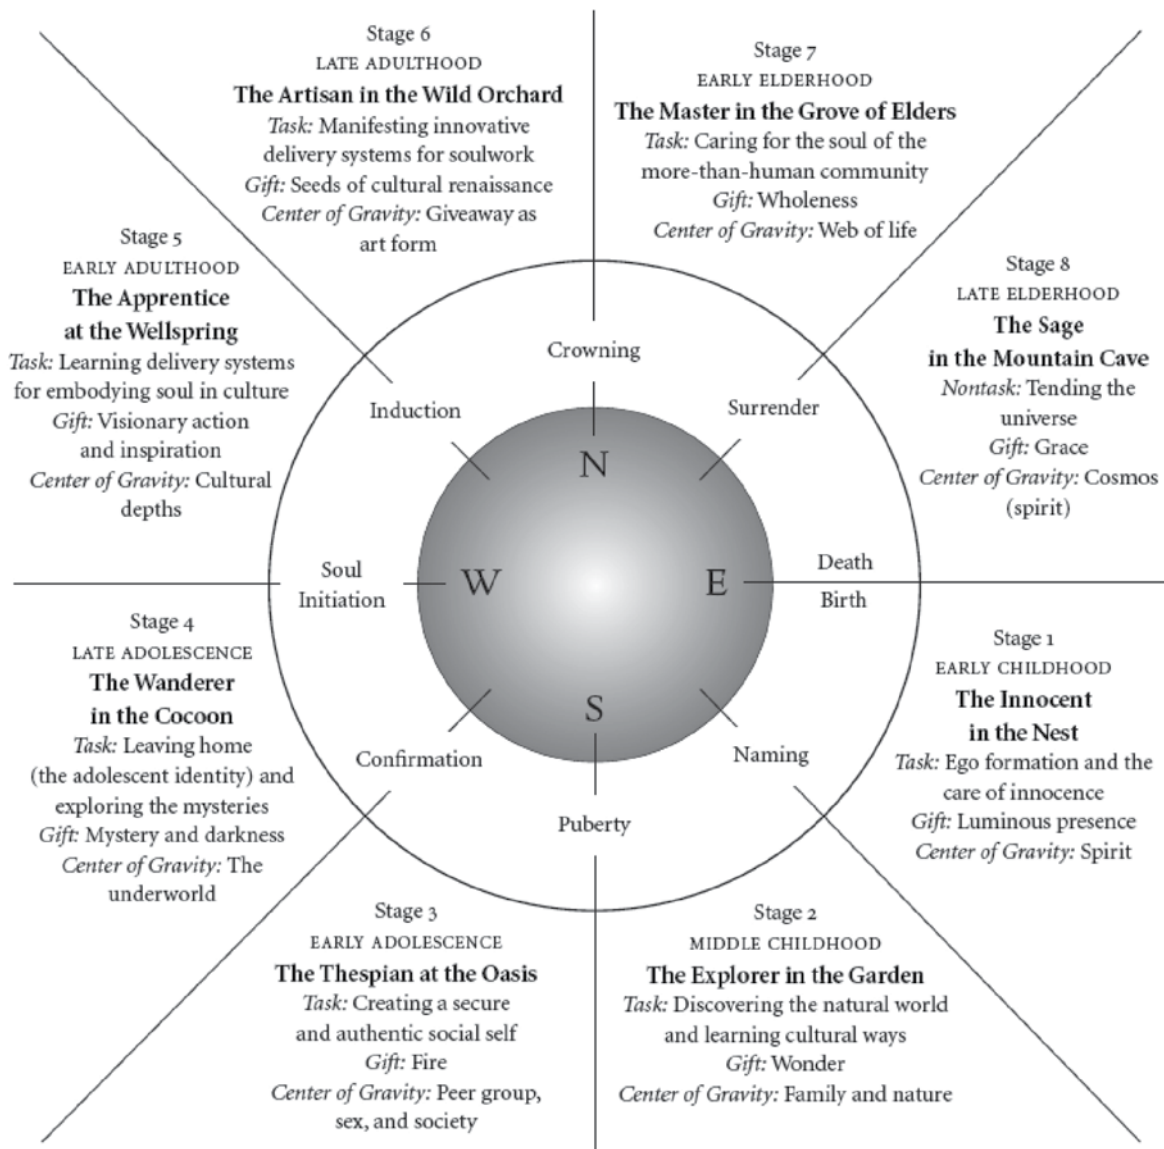 Stage 6
LATE ADULTHOOD
The Artisan in the Wild Orchard
Task: Manifesting innovative
delivery systems for soulwork
Gift: Seeds of cultural renaissance
Center of Gravity: Giveaway as
art form
Stage 7
EARLY ELDERHOOD
The Master in the Grove of Elders
Task: Caring for the soul of the
more-than-human community
Gift: Wholeness
Center of Gravity: Web of life
Stage 5
EARLY ADULTHOOD
The Apprentice
at the Wellspring
Task: Learning delivery systems
for embodying soul in culture
Gift: Visionary action
and inspiration
Center of Gravity: Cultural
depths
Stage 8
LATE ELDERHOOD
The Sage
in the Mountain Cave
Nontask: Tending the
universe
Gift: Grace
Center of Gravity: Cosmos
(spirit)
Crowning
Induction
Surrender
N
Soul
Initiation
W
E
Death
Birth
S
Confirmation
Naming
Puberty
Stage 4
LATE ADOLESCENCE
The Wanderer
in the Cocoon
Task: Leaving home
(the adolescent identity) and
exploring the mysteries
Gift: Mystery and darkness
Center of Gravity: The
underworld
Stage 1
EARLY CHILDHOOD
The Innocent
in the Nest
Task: Ego formation and the
care of innocence
Gift: Luminous presence
Center of Gravity: Spirit
Stage 3
EARLY ADOLESCENCE
The Thespian at the Oasis
Task: Creating a secure
and authentic social self
Gift: Fire
Center of Gravity: Peer group,
sex, and society
Stage 2
MIDDLE CHILDHOOD
The Explorer in the Garden
Task: Discovering the natural world
and learning cultural ways
Gift: Wonder
Center of Gravity: Family and nature